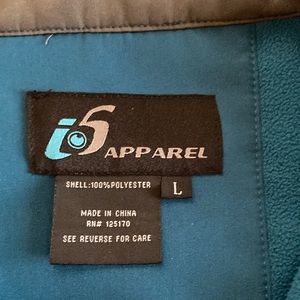 i5 APPAREL
SHELL:100%POLYESTER
L
MADE IN CHINA
RN# 125170
SEE REVERSE FOR CARE